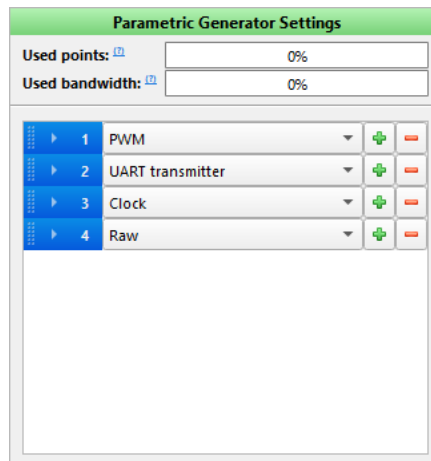 Parametric Generator Settings
Used points: (?) 0%
Used bandwidth: (?) 0%
1 PWM
2 UART transmitter
3 Clock
4 Raw